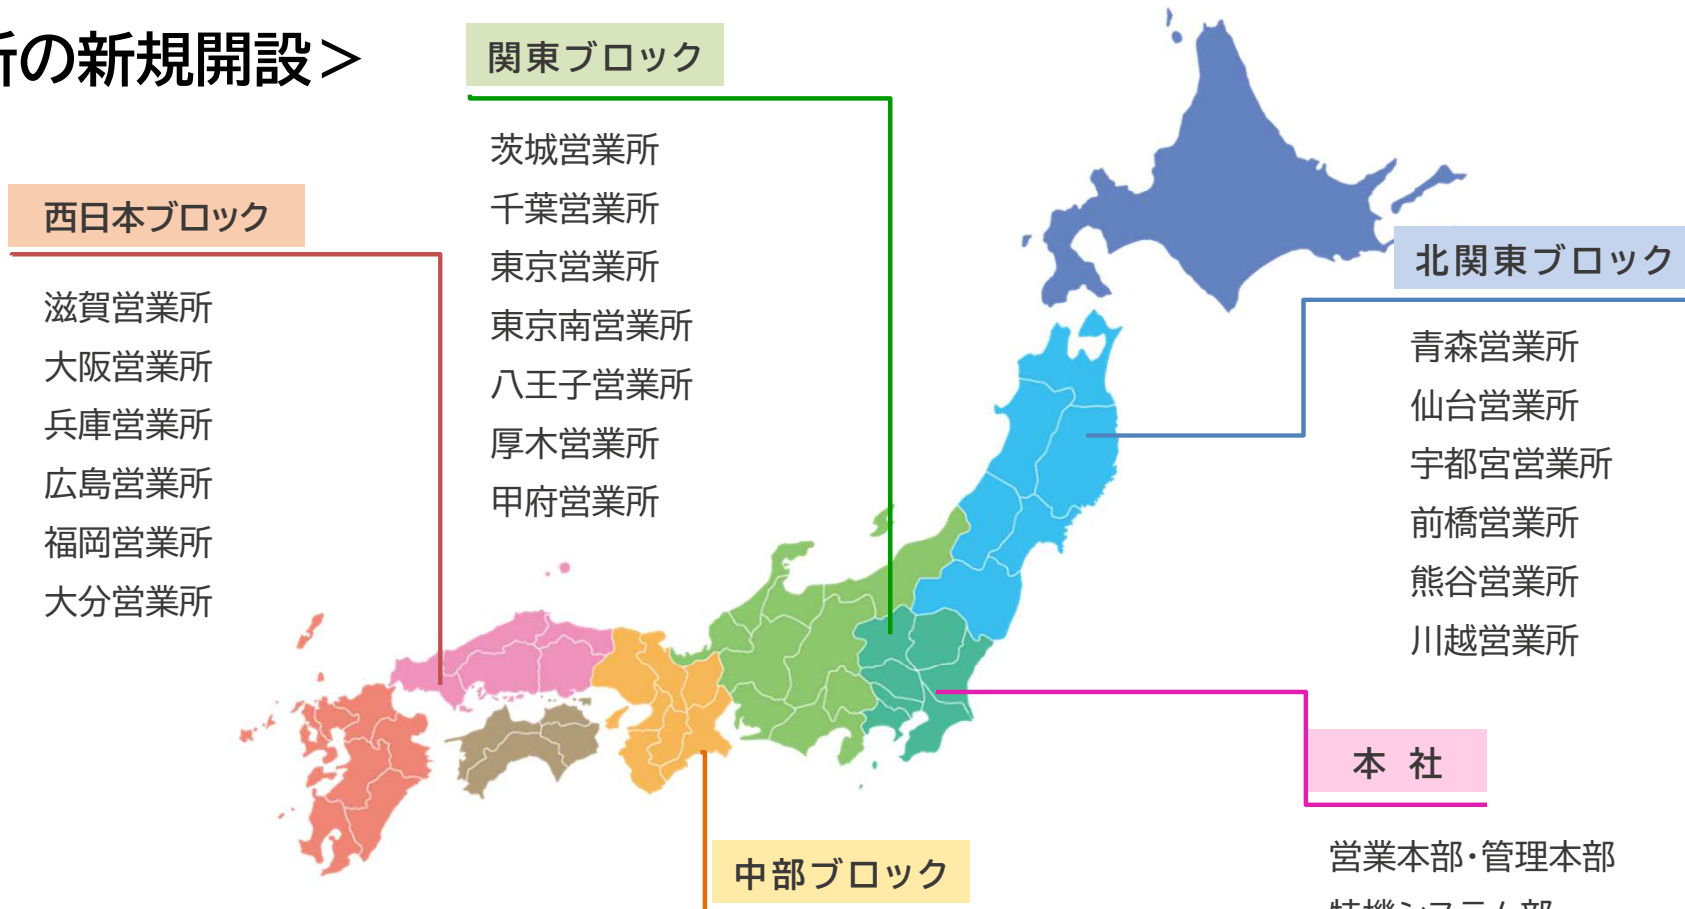 所の新規開設＞
関東ブロック
茨城営業所
千葉営業所
東京営業所
東京南営業所
八王子営業所
厚木営業所
甲府営業所
西日本ブロック
滋賀営業所
大阪営業所
兵庫営業所
広島営業所
福岡営業所
大分営業所
北関東ブロック
青森営業所
仙台営業所
宇都宮営業所
前橋営業所
熊谷営業所
川越営業所
本 社
営業本部・管理本部
特機システム部
中部ブロック